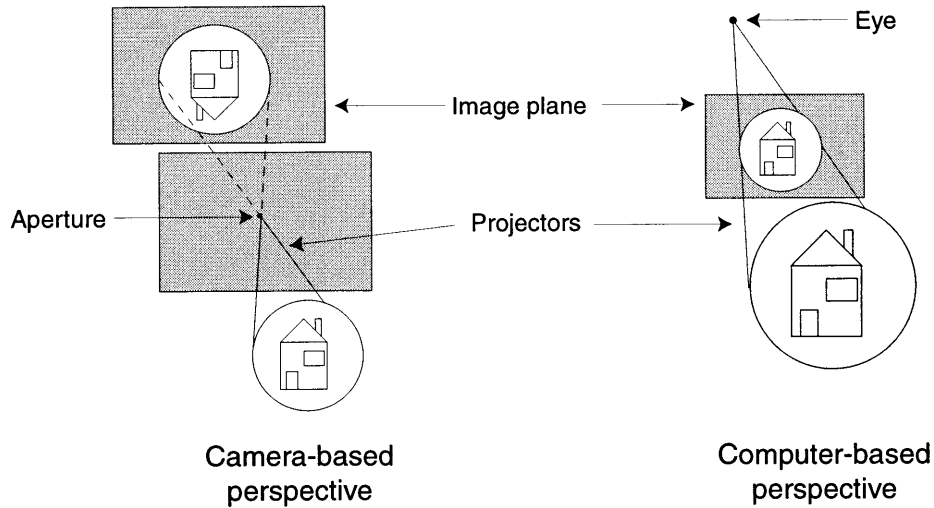 Eye
Image plane
Aperture
Projectors
Camera-based
perspective
Computer-based
perspective